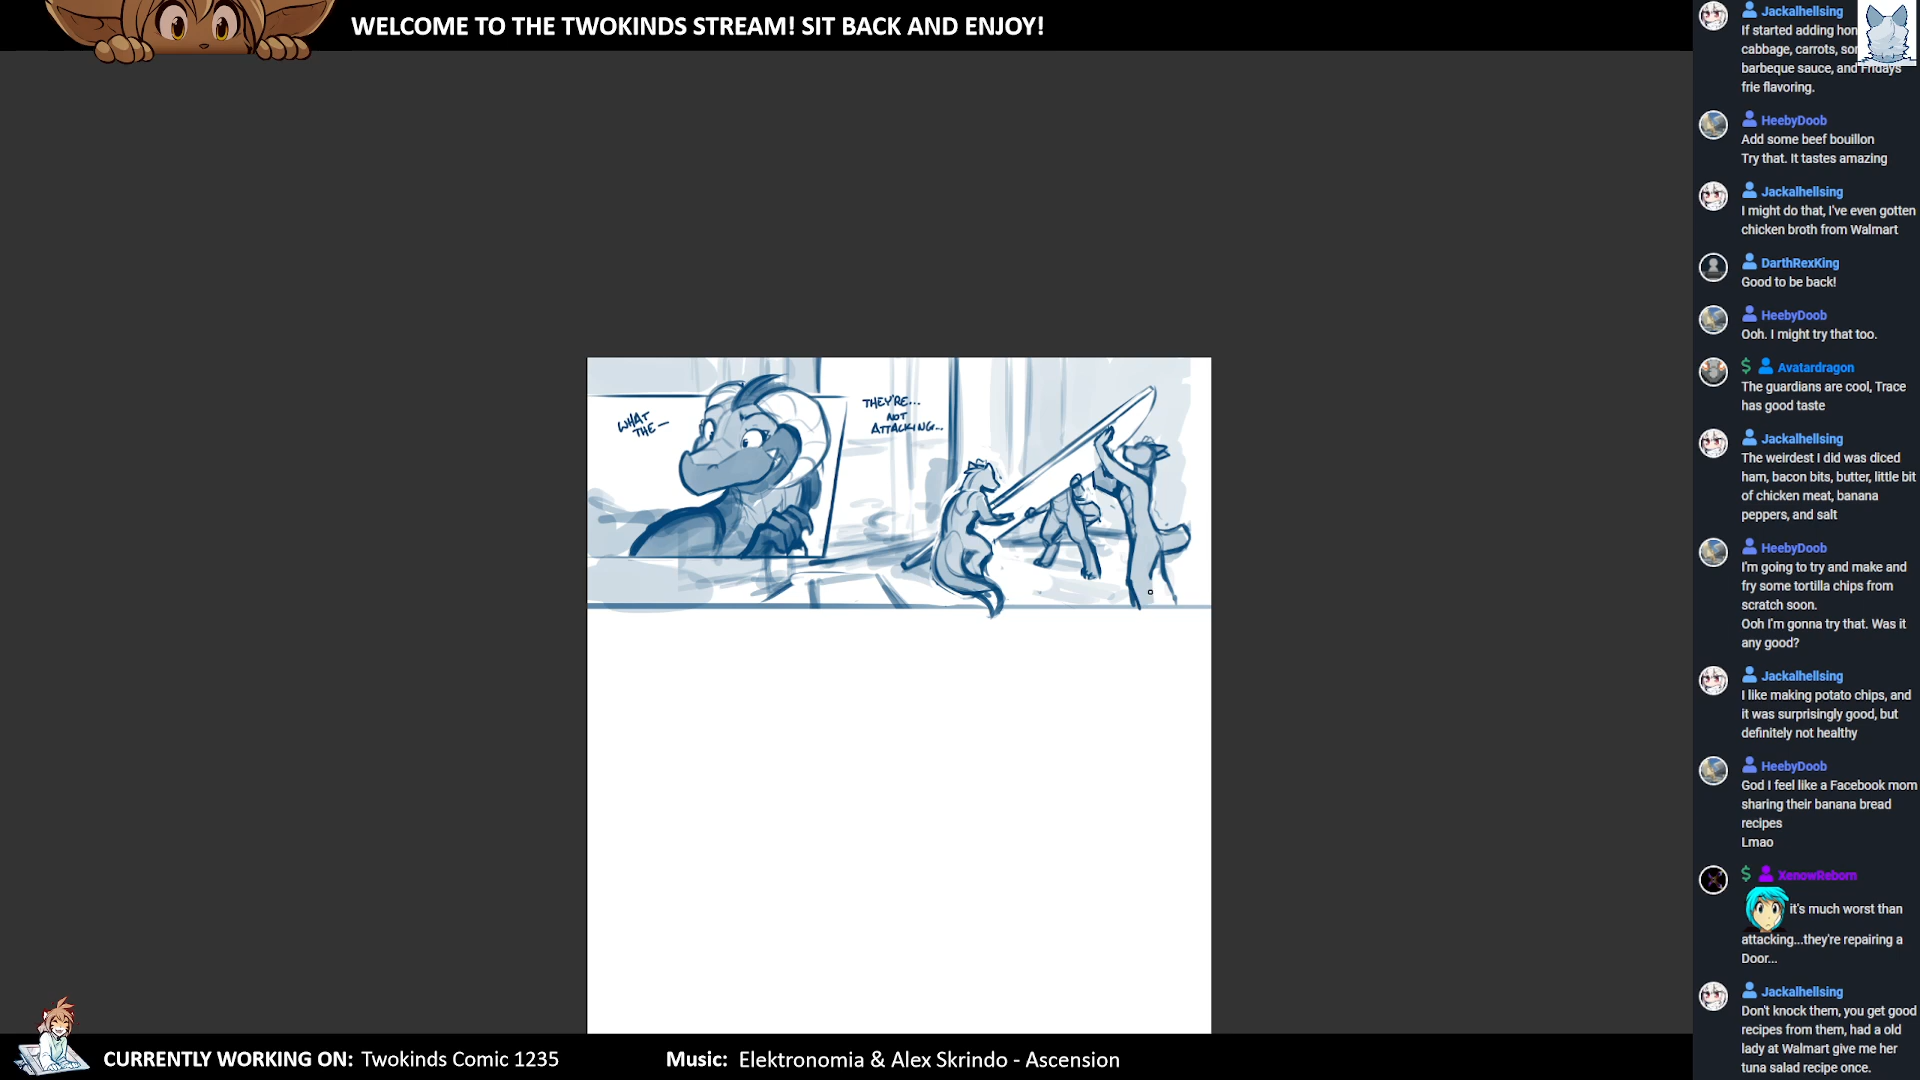 WELCOME TO THE TWOKINDS STREAM! SIT BACK AND ENJOY!
WHAT
THE—
THEY'RE...
NOT
ATTACKING...
CURRENTLY WORKING ON: Twokinds Comic 1235
Music: Elektronomia & Alex Skrindo - Ascension
Jackalhellsing
If started adding
cabbage, carrots,
barbeque sauce, and Fridays
frie flavoring.
HeebyDoob
Add some beef bouillon
Try that. It tastes amazing
Jackalhellsing
I might do that, I've even gotten
chicken broth from Walmart
DarthRexKing
Good to be back!
HeebyDoob
Ooh. I might try that too.
$ Avatardragon
The guardians are cool, Trace
has good taste
Jackalhellsing
The weirdest I did was diced
ham, bacon bits, butter, little bit
of chicken meat, banana
peppers, and salt
HeebyDoob
I'm going to try and make and
fry some tortilla chips from
scratch soon.
Ooh I'm gonna try that. Was it
any good?
Jackalhellsing
I like making potato chips, and
it was surprisingly good, but
definitely not healthy
HeebyDoob
God I feel like a Facebook mom
sharing their banana bread
recipes
Lmao
$ XenowReborn
it's much worst than
attacking...they're repairing a
Door...
Jackalhellsing
Don't knock them, you get good
recipes from them, had a old
lady at Walmart give me her
tuna salad recipe once.